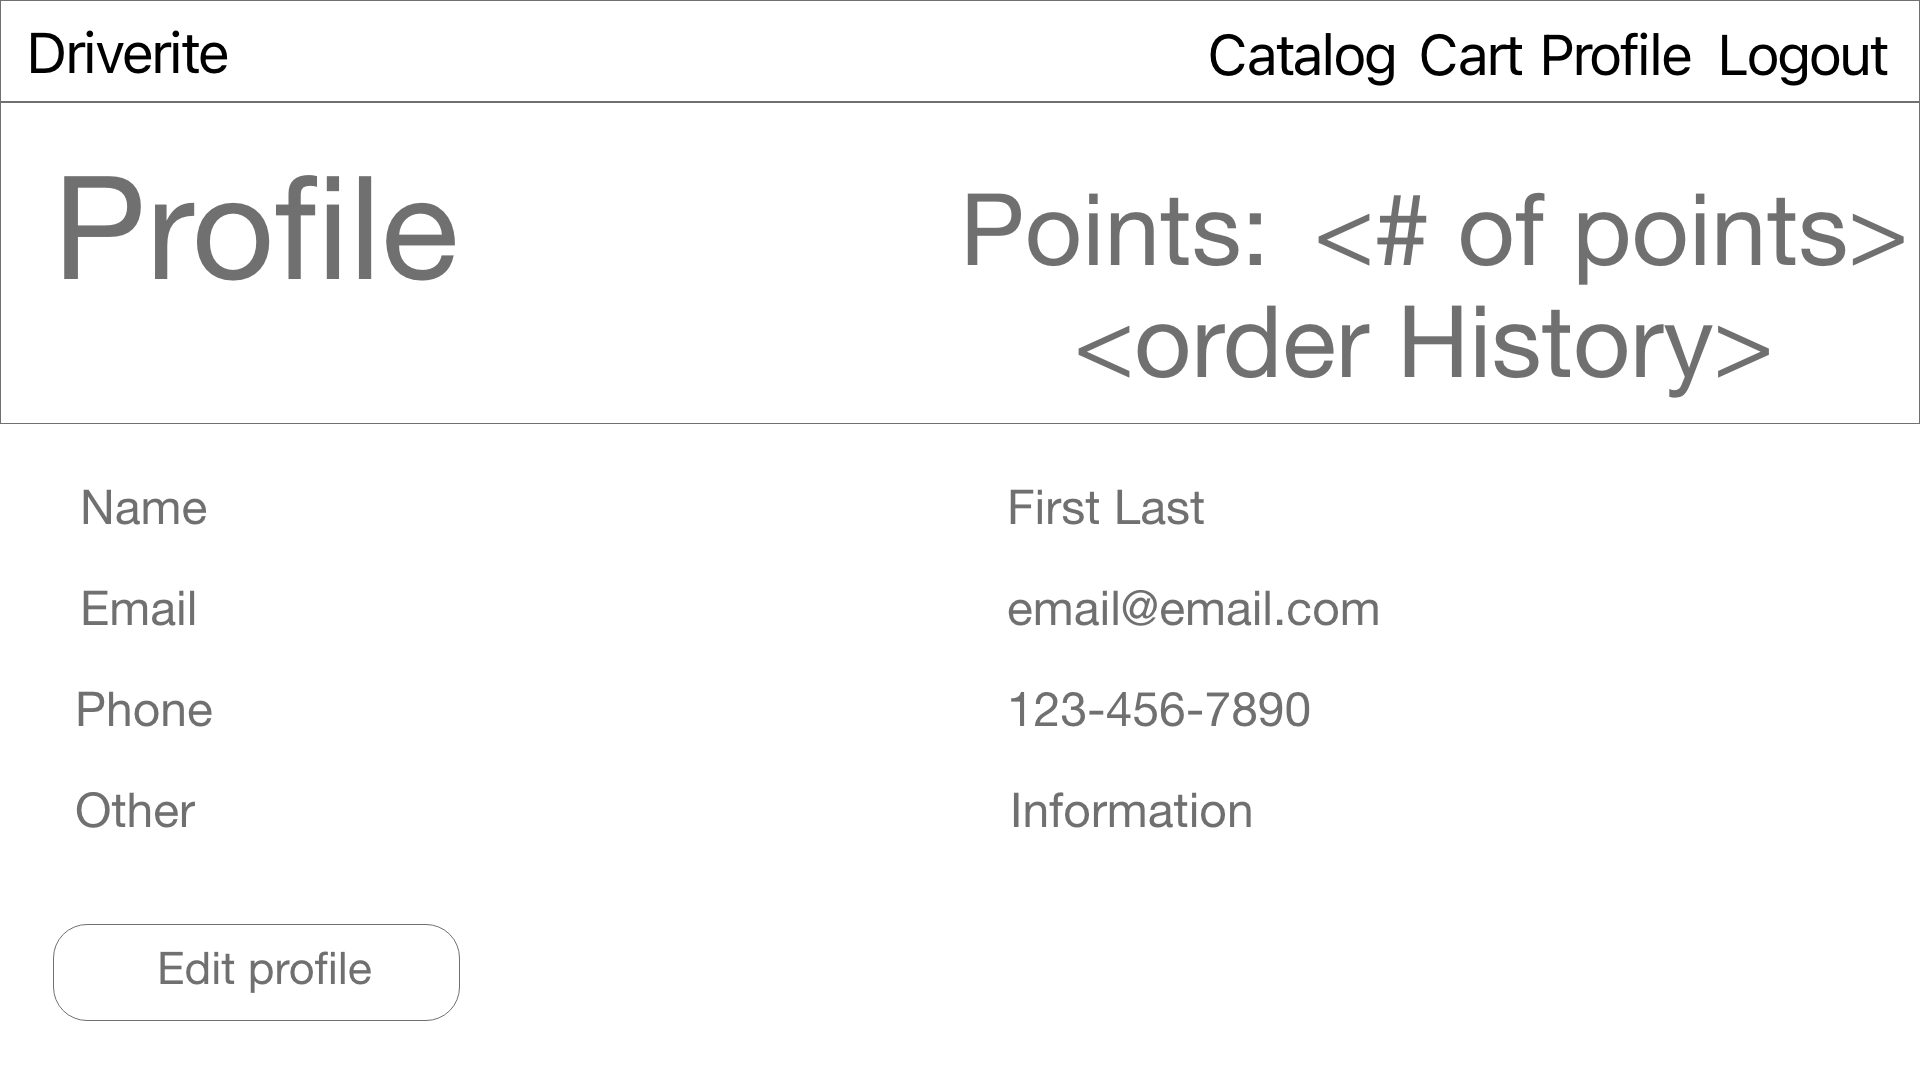 Driverite Catalog Cart Profile Logout
Profile Points: <# of points>
<order History>
Name First Last
Email email@email.com
Phone 123-456-7890
Other Information
Edit profile